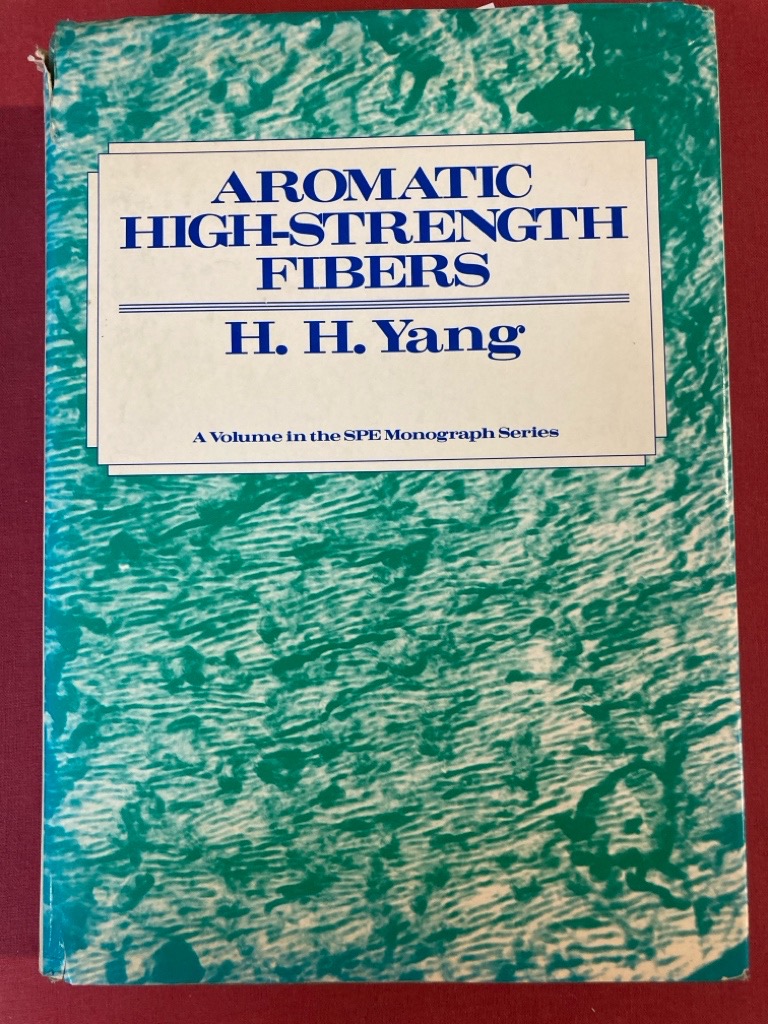 AROMATIC
HIGH-STRENGTH
FIBERS
H. H. Yang
A Volume in the SPE Monograph Series